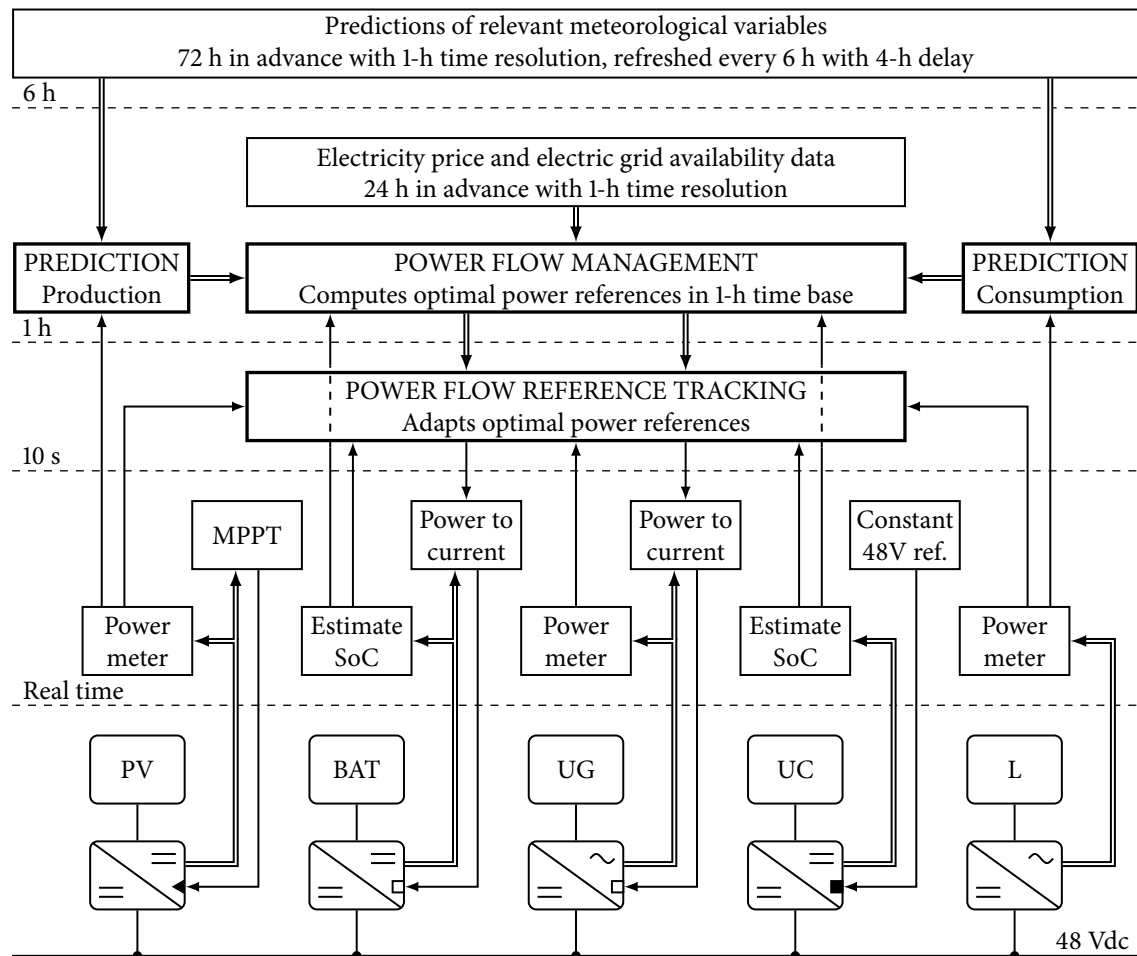 Predictions of relevant meteorological variables
72 h in advance with 1-h time resolution, refreshed every 6 h with 4-h delay
6 h
Electricity price and electric grid availability data
24 h in advance with 1-h time resolution
PREDICTION
Production
POWER FLOW MANAGEMENT
Computes optimal power references in 1-h time base
PREDICTION
Consumption
1 h
POWER FLOW REFERENCE TRACKING
Adapts optimal power references
10 s
MPPT
Power to
current
Power to
current
Constant
48V ref.
Power
meter
Estimate
SoC
Power
meter
Estimate
SoC
Power
meter
Real time
PV
BAT
UG
UC
L
48 Vdc